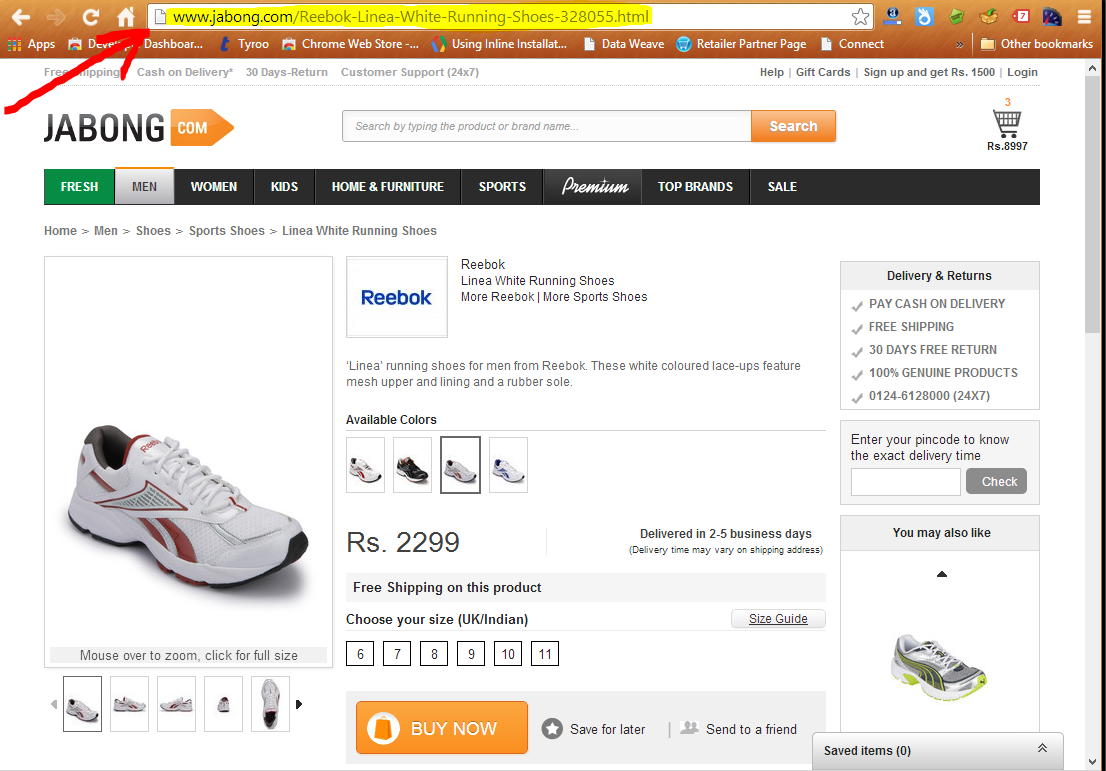 www.jabong.com/Reebok-Linea-White-Running-Shoes-328055.html
Apps Dashboar... Tyroo Chrome Web Store -... Using Inline Installat... Data Weave Retailer Partner Page Connect » Other bookmarks
7
Cash on Delivery* 30 Days-Return Customer Support (24x7) Help | Gift Cards | Sign up and get Rs. 1500 | Login
JABONG COM
Search by typing the product or brand name... Search
3
Rs.8997
FRESH MEN WOMEN KIDS HOME & FURNITURE SPORTS Premium TOP BRANDS SALE
Home > Men > Shoes > Sports Shoes > Linea White Running Shoes
Reebok
Reebok
Linea White Running Shoes
More Reebok | More Sports Shoes
‘Linea’ running shoes for men from Reebok. These white coloured lace-ups feature
mesh upper and lining and a rubber sole.
Available Colors
Rs. 2299
Delivered in 2-5 business days
(Delivery time may vary on shipping address)
Free Shipping on this product
Choose your size (UK/Indian) Size Guide
6 7 8 9 10 11
BUY NOW Save for later | Send to a friend
Reebok
Mouse over to zoom, click for full size
Delivery & Returns
PAY CASH ON DELIVERY
FREE SHIPPING
30 DAYS FREE RETURN
100% GENUINE PRODUCTS
0124-6128000 (24X7)
Enter your pincode to know
the exact delivery time
Check
You may also like
Saved items (0)